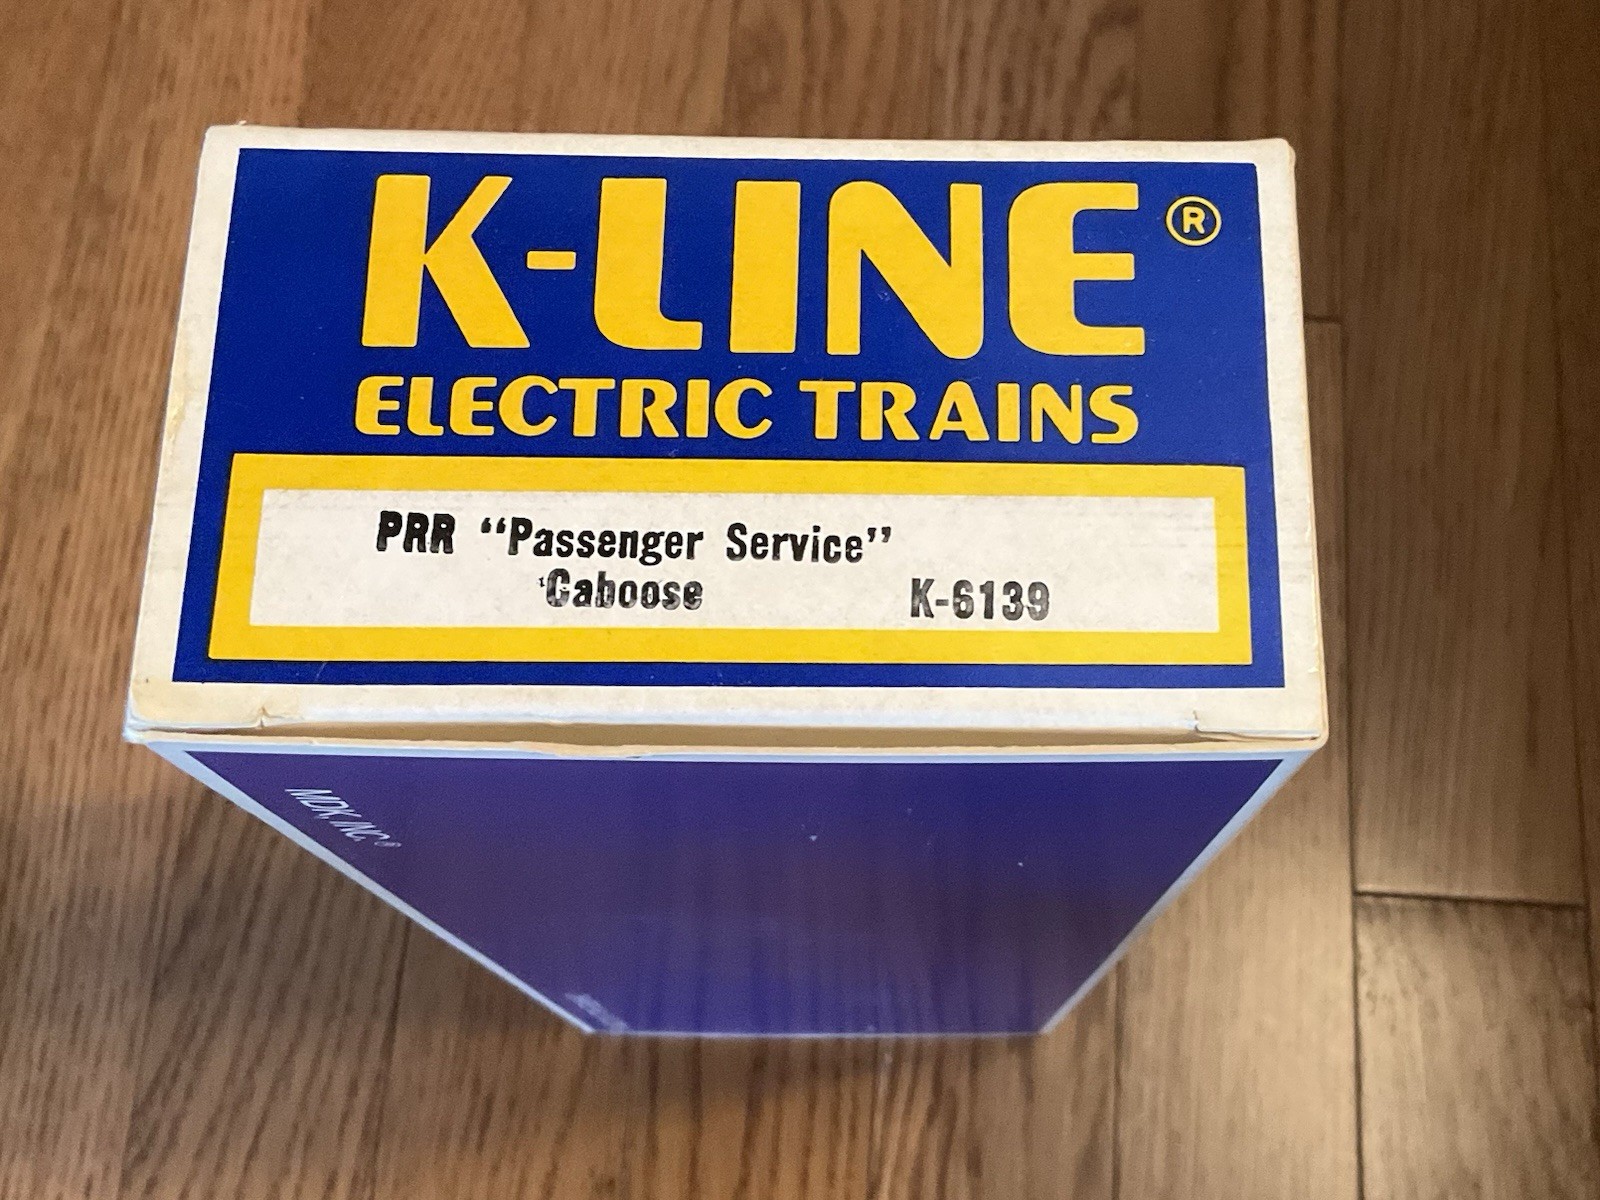 K-LINE®
ELECTRIC TRAINS
PRR “Passenger Service”
Caboose K-6139
MDK, INC.®